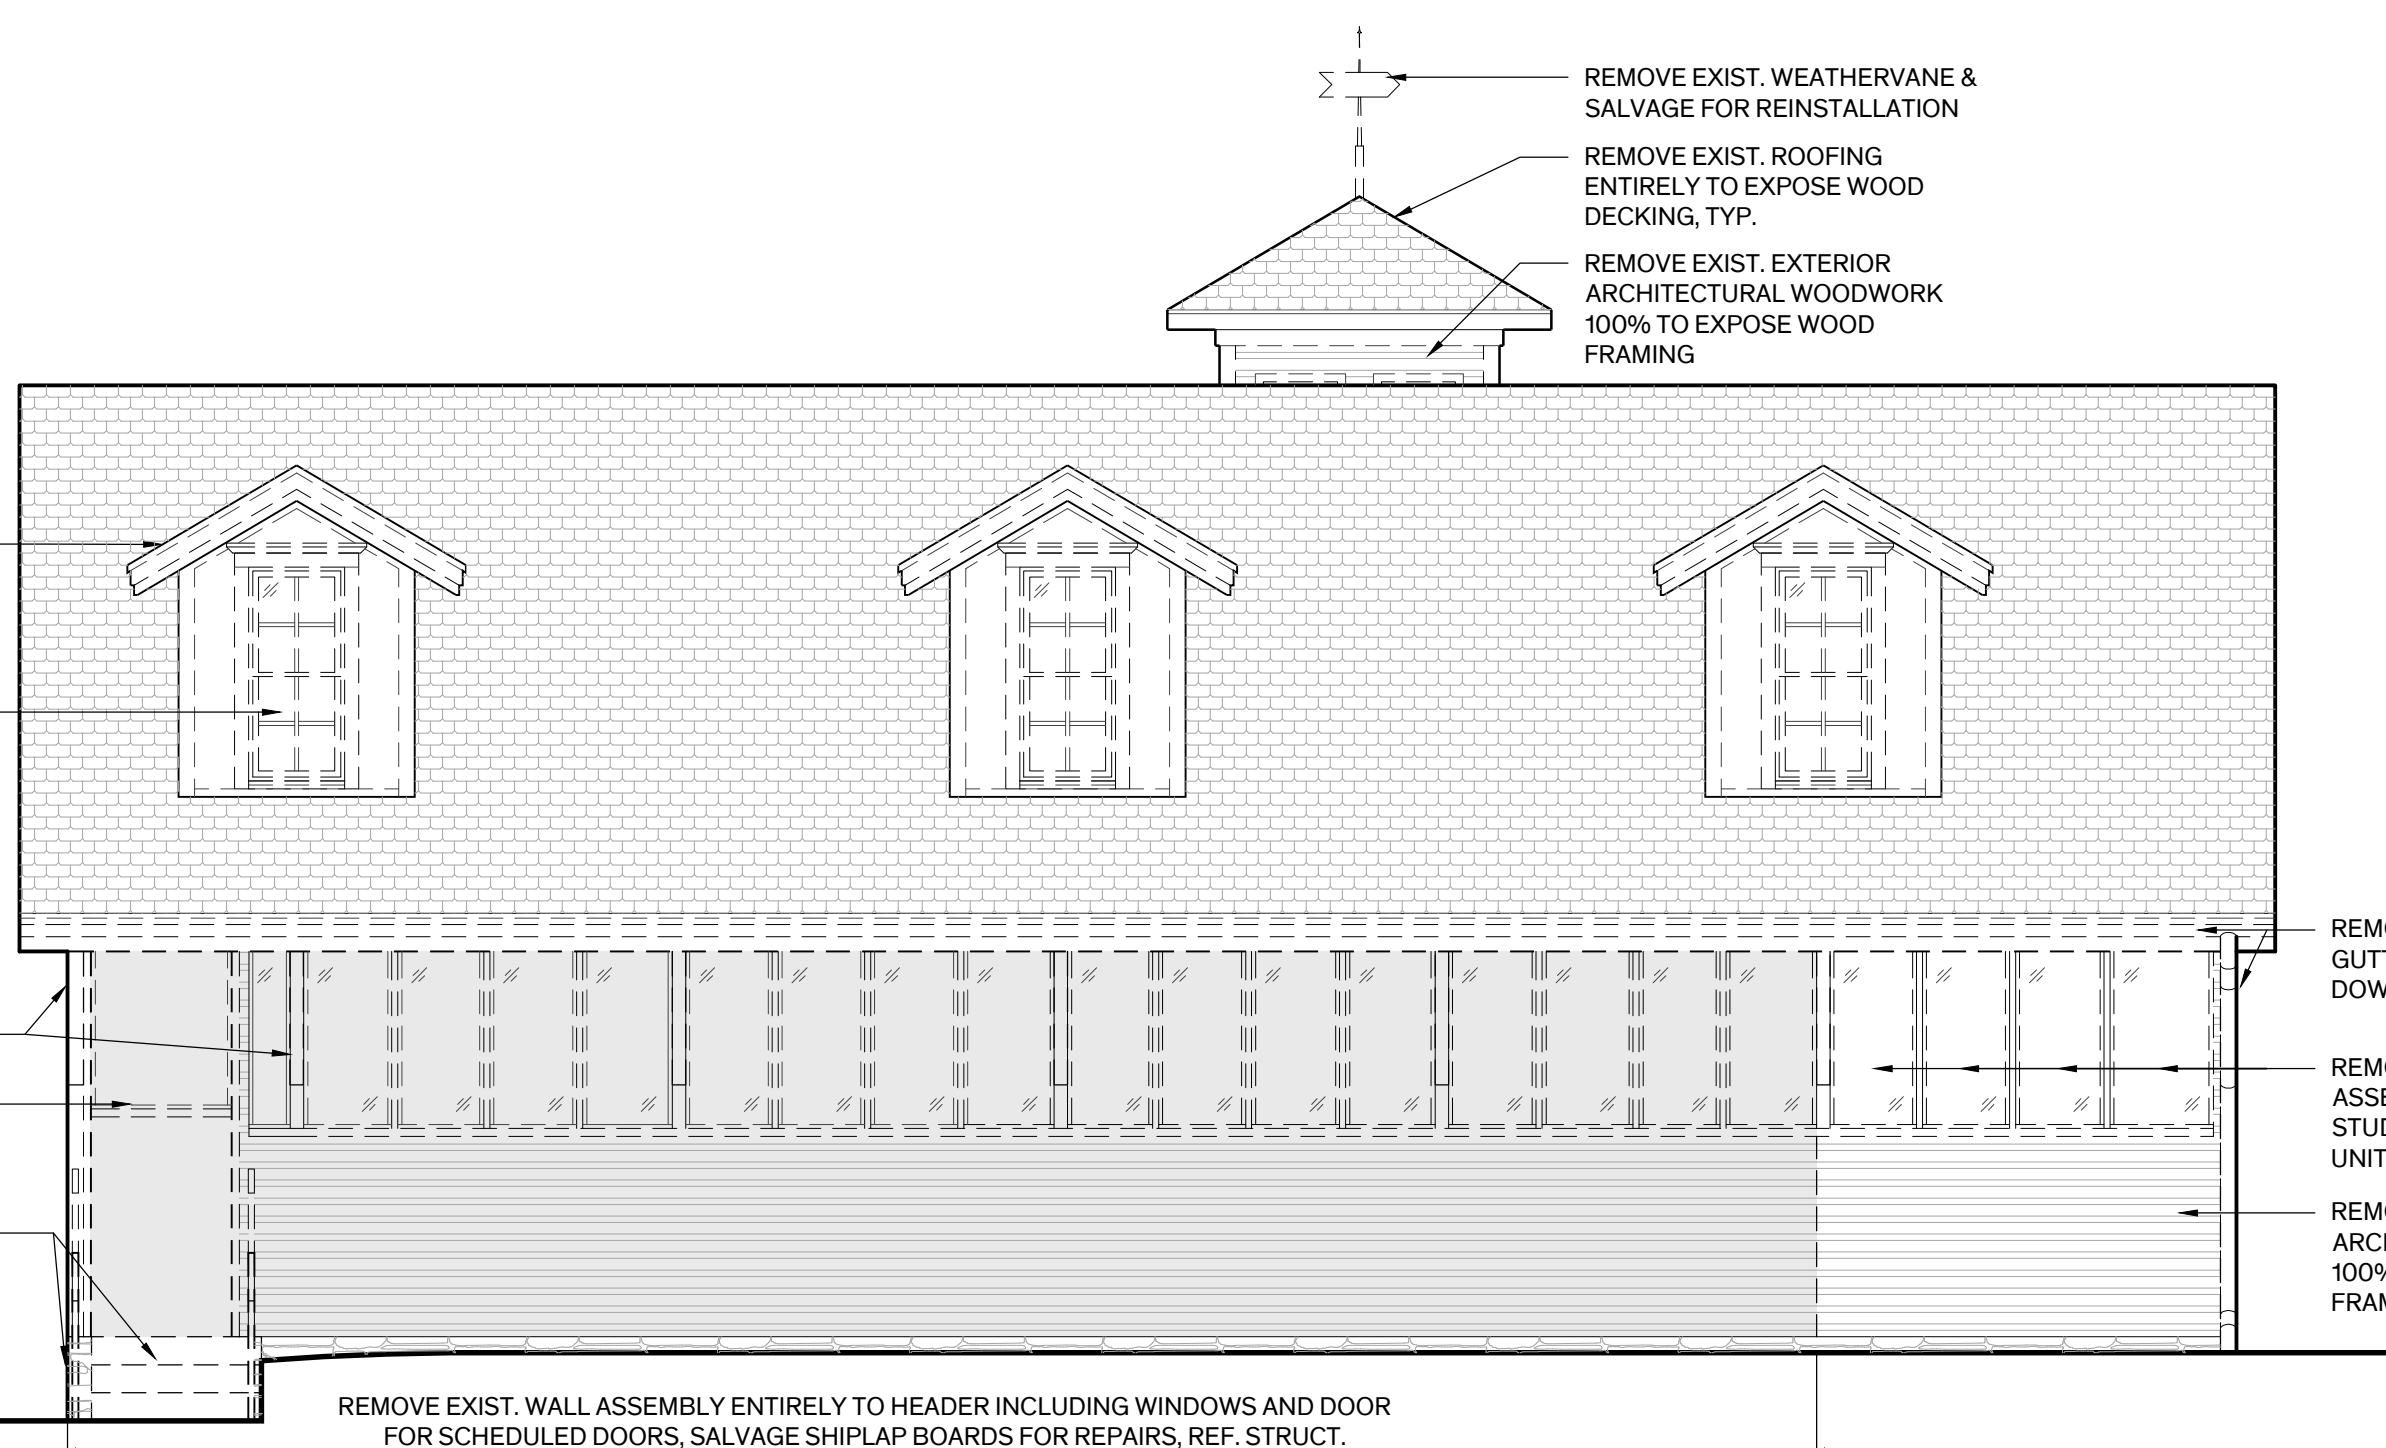 REMOVE EXIST. WEATHERVANE &
SALVAGE FOR REINSTALLATION
REMOVE EXIST. ROOFING
ENTIRELY TO EXPOSE WOOD
DECKING, TYP.
REMOVE EXIST. EXTERIOR
ARCHITECTURAL WOODWORK
100% TO EXPOSE WOOD
FRAMING
REMOVE EXIST. WALL ASSEMBLY ENTIRELY TO HEADER INCLUDING WINDOWS AND DOOR
FOR SCHEDULED DOORS, SALVAGE SHIPLAP BOARDS FOR REPAIRS, REF. STRUCT.